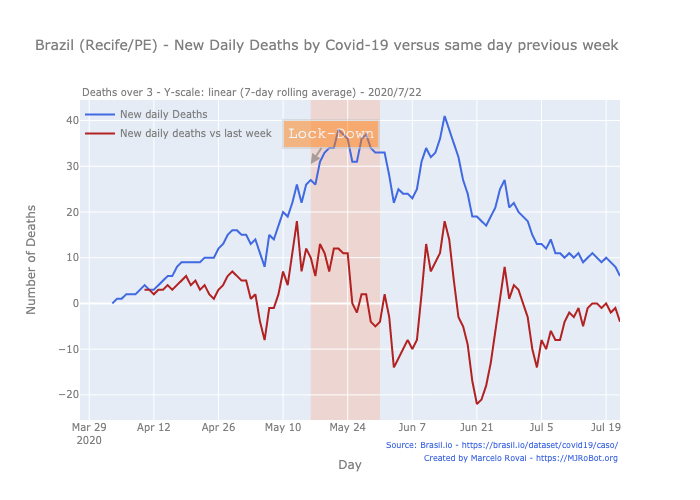 Brazil (Recife/PE) - New Daily Deaths by Covid-19 versus same day previous week
Deaths over 3 - Y-scale: linear (7-day rolling average) - 2020/7/22
New daily Deaths
New daily deaths vs last week
Lock-Down
40
30
20
10
0
−10
−20
Number of Deaths
Mar 29
2020
Apr 12
Apr 26
May 10
May 24
Jun 7
Jun 21
Jul 5
Jul 19
Day
Source: Brasil.io - https://brasil.io/dataset/covid19/caso/
Created by Marcelo Rovai - https://MJRoBot.org